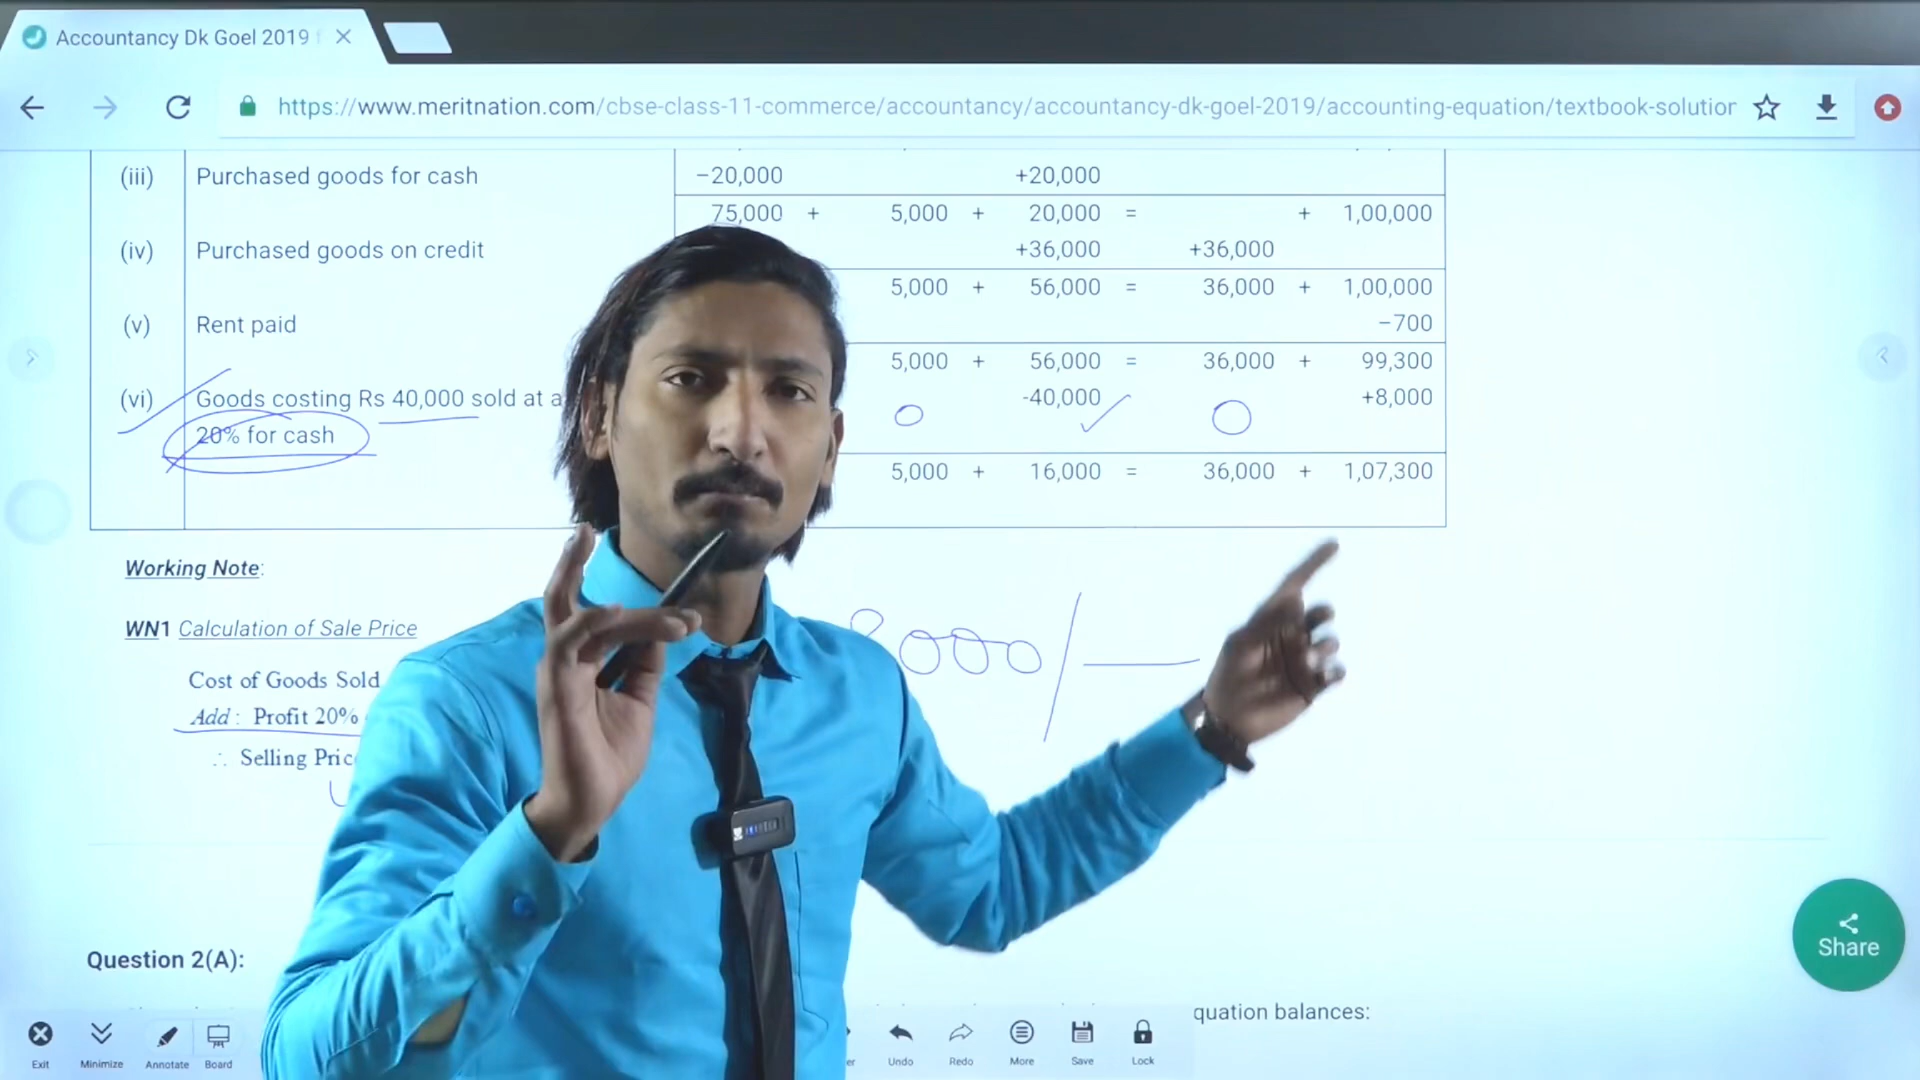 Accountancy Dk Goel 2019
https://www.meritnation.com/cbse-class-11-commerce/accountancy/accountancy-dk-goel-2019/accounting-equation/textbook-solution
(iii) Purchased goods for cash −20,000 +20,000
75,000 + 5,000 + 20,000 = + 1,00,000
(iv) Purchased goods on credit +36,000 +36,000
5,000 + 56,000 = 36,000 + 1,00,000
(v) Rent paid −700
5,000 + 56,000 = 36,000 + 99,300
(vi) Goods costing Rs 40,000 sold at a -40,000 +8,000
20% for cash
5,000 + 16,000 = 36,000 + 1,07,300
Working Note:
WN1 Calculation of Sale Price
8000/—
Cost of Goods Sold
Add : Profit 20%
∴ Selling Pric
Share
Question 2(A):
quation balances:
Exit Minimize Annotate Board er Undo Redo More Save Lock